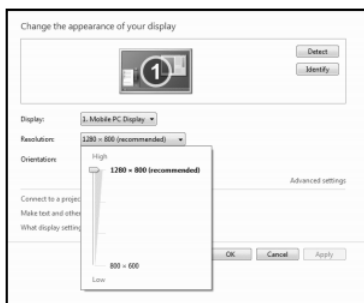 Change the appearance of your display
1
Detect
Identify
Display: 1. Mobile PC Display
Resolution: 1280 × 800 (recommended)
Orientation:
High
1280 × 800 (recommended)
Advanced settings
Connect to a projec
Make text and othe
What display setting
OK Cancel Apply
800 × 600
Low